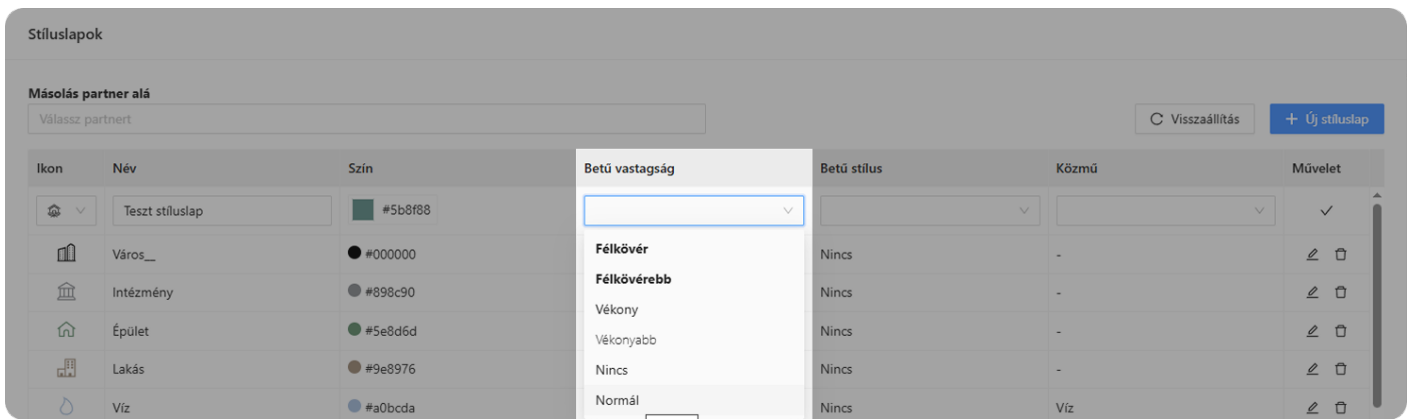 Stíluslapok
Másolás partner alá
Válassz partnert
Visszaállítás
+ Új stíluslap
Ikon Név Szín Betű vastagság Betű stílus Közmű Művelet
Teszt stíluslap #5b8f88
Félkövér
Város__ #000000 Nincs -
Félkövérebb
Intézmény #898c90 Nincs -
Vékony
Épület #5e8d6d Nincs -
Vékonyabb
Lakás #9e8976 Nincs -
Nincs
Normál
Víz #a0bcda Nincs Víz